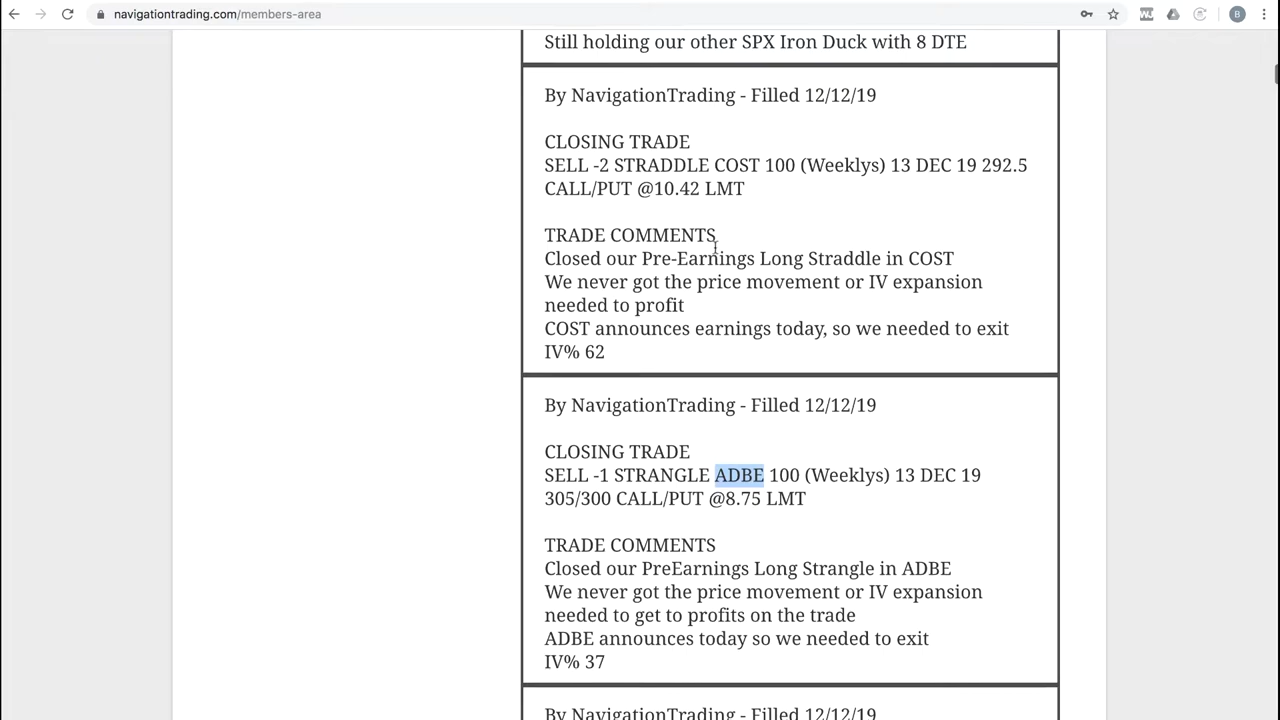 navigationtrading.com/members-area
Still holding our other SPX Iron Duck with 8 DTE
By NavigationTrading - Filled 12/12/19
CLOSING TRADE
SELL -2 STRADDLE COST 100 (Weeklys) 13 DEC 19 292.5
CALL/PUT @10.42 LMT
TRADE COMMENTS
Closed our Pre-Earnings Long Straddle in COST
We never got the price movement or IV expansion
needed to profit
COST announces earnings today, so we needed to exit
IV% 62
By NavigationTrading - Filled 12/12/19
CLOSING TRADE
SELL -1 STRANGLE ADBE 100 (Weeklys) 13 DEC 19
305/300 CALL/PUT @8.75 LMT
TRADE COMMENTS
Closed our PreEarnings Long Strangle in ADBE
We never got the price movement or IV expansion
needed to get to profits on the trade
ADBE announces today so we needed to exit
IV% 37
By NavigationTrading - Filled 12/12/19